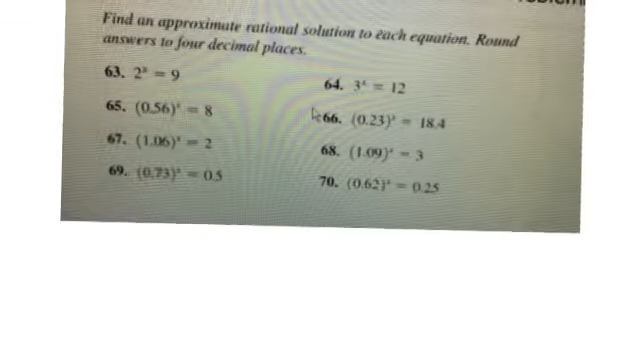 Find an approximate rational solution to each equation. Round
answers to four decimal places.
63. 2ˣ = 9
64. 3ˣ = 12
65. (0.56)ˣ = 8
66. (0.23)ˣ = 18.4
67. (1.06)ˣ = 2
68. (1.09)ˣ = 3
69. (0.73)ˣ = 0.5
70. (0.62)ˣ = 0.25